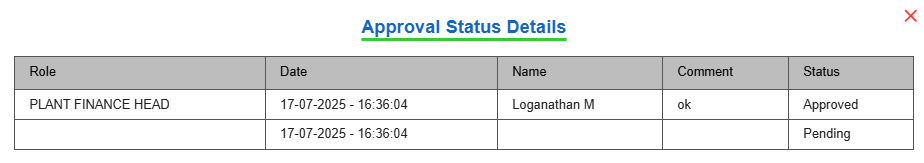 Approval Status Details
Role Date Name Comment Status
PLANT FINANCE HEAD 17-07-2025 - 16:36:04 Loganathan M ok Approved
17-07-2025 - 16:36:04 Pending